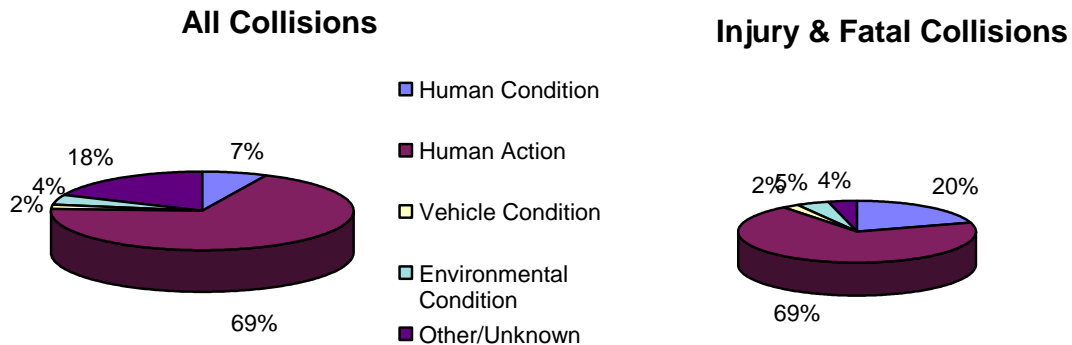 All Collisions
Injury & Fatal Collisions
Human Condition
Human Action
Vehicle Condition
Environmental
Condition
Other/Unknown
18%
7%
4%
2%
69%
2%
5%
4%
20%
69%